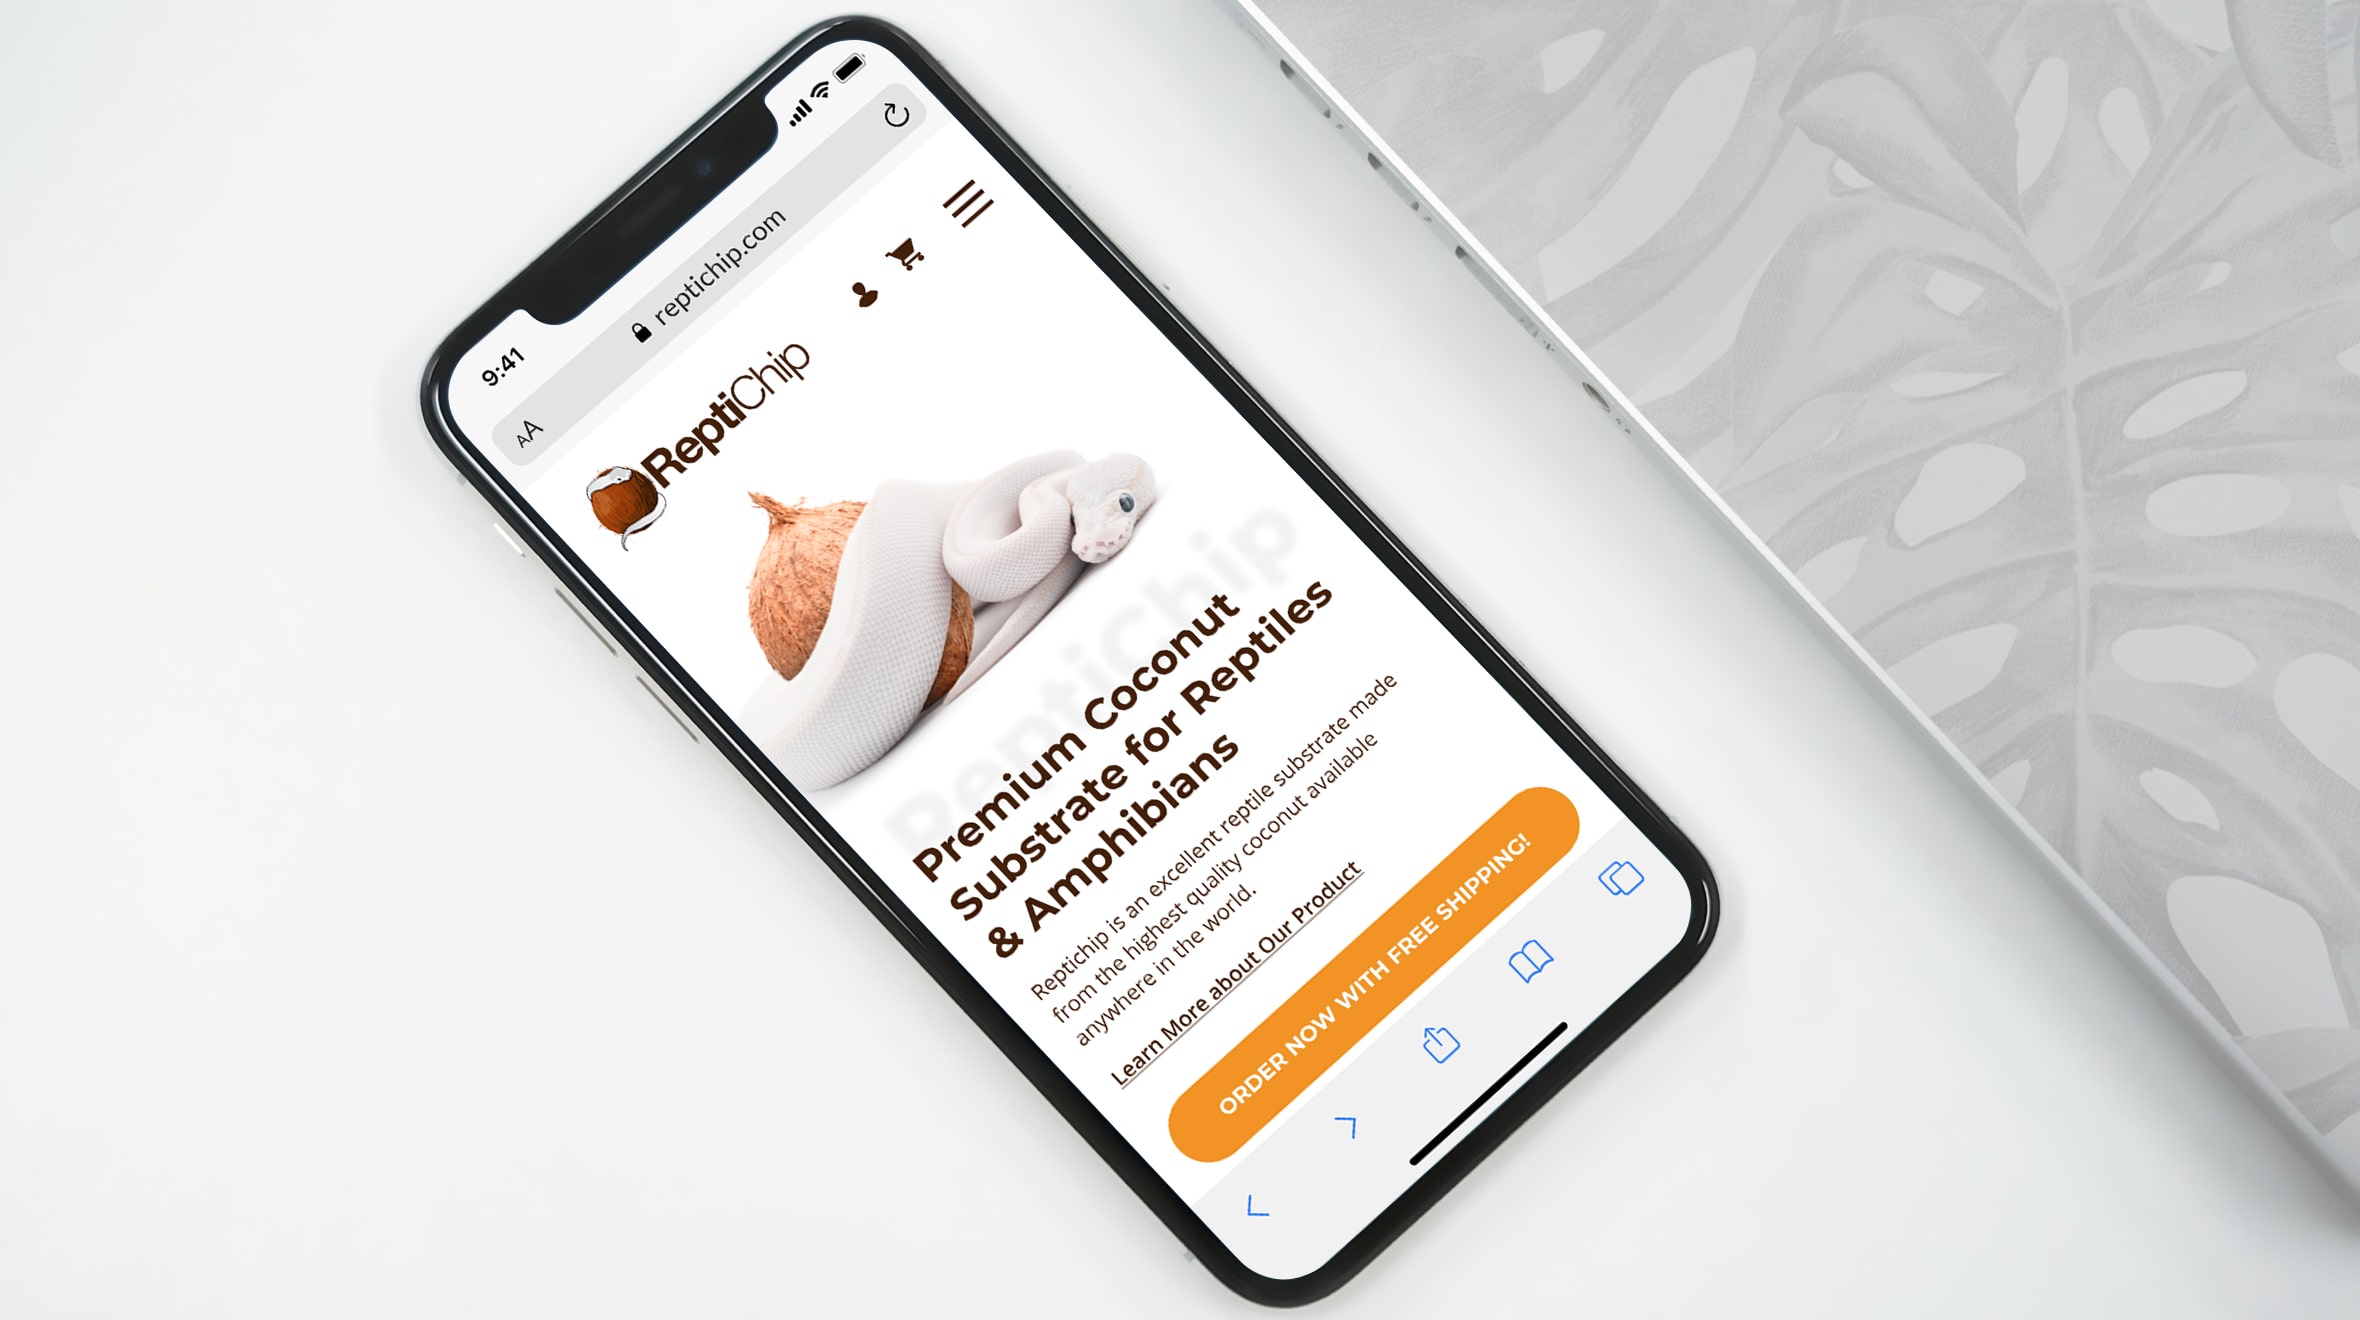 9:41
AA
reptichip.com
ReptiChip
ReptiChip
Premium Coconut
Substrate for Reptiles
& Amphibians
Reptichip is an excellent reptile substrate made
from the highest quality coconut available
anywhere in the world.
Learn More about Our Product
ORDER NOW WITH FREE SHIPPING!